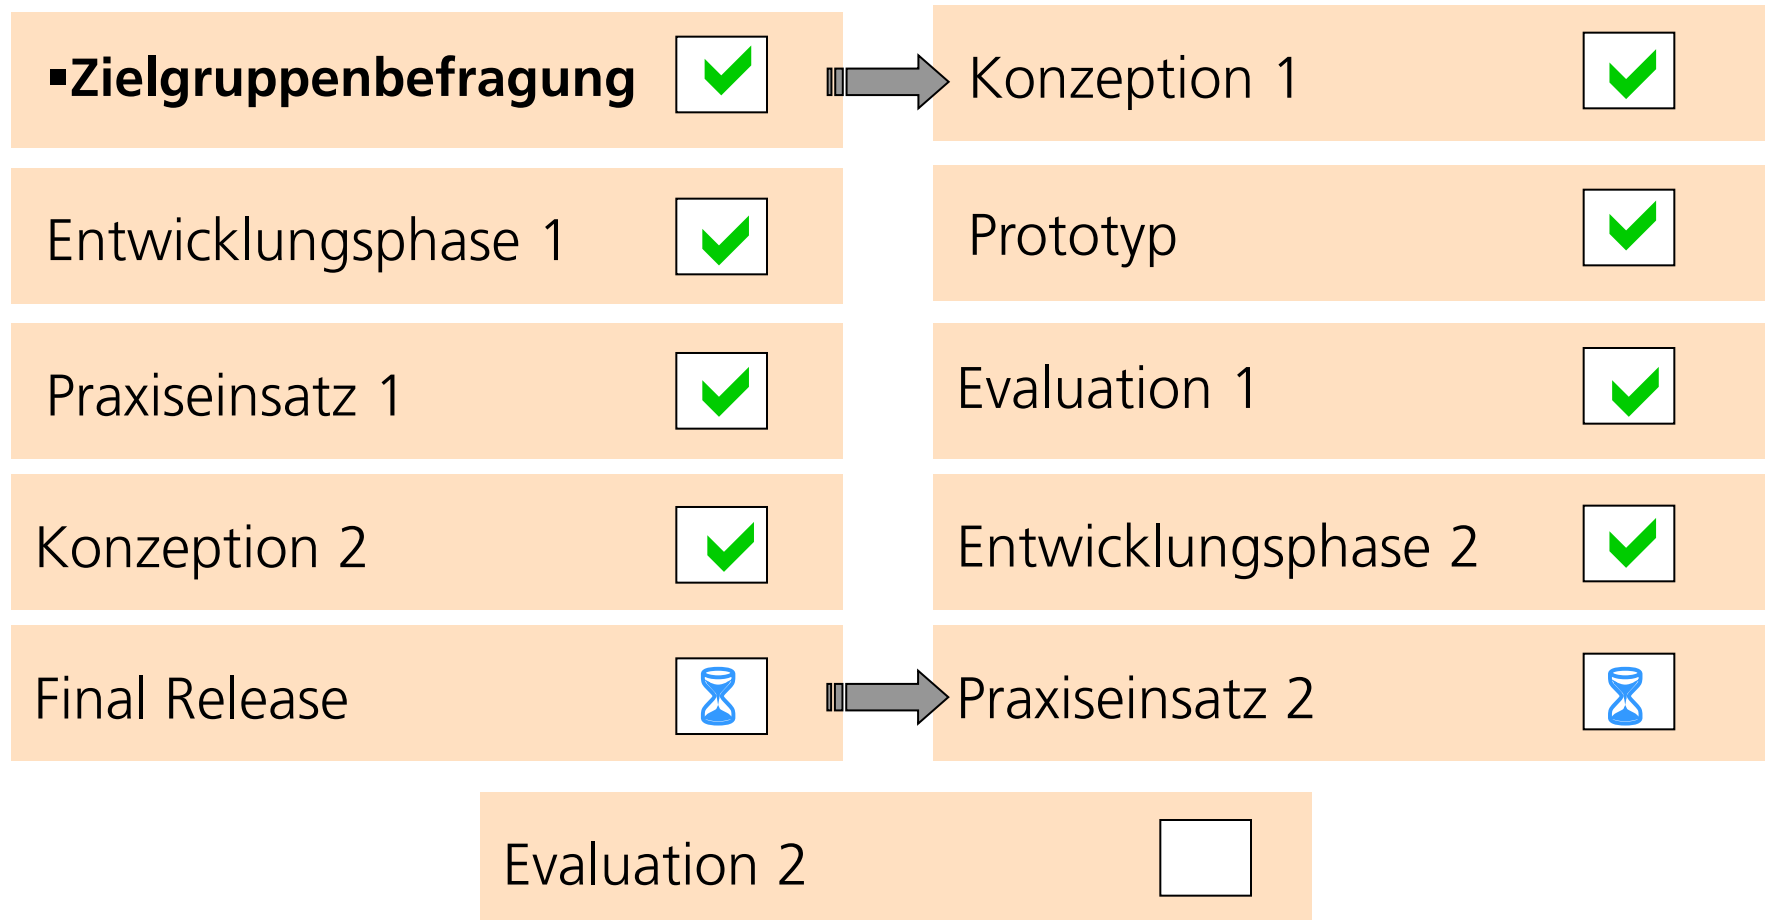 ▪Zielgruppenbefragung
Konzeption 1
Entwicklungsphase 1
Prototyp
Praxiseinsatz 1
Evaluation 1
Konzeption 2
Entwicklungsphase 2
Final Release
Praxiseinsatz 2
Evaluation 2